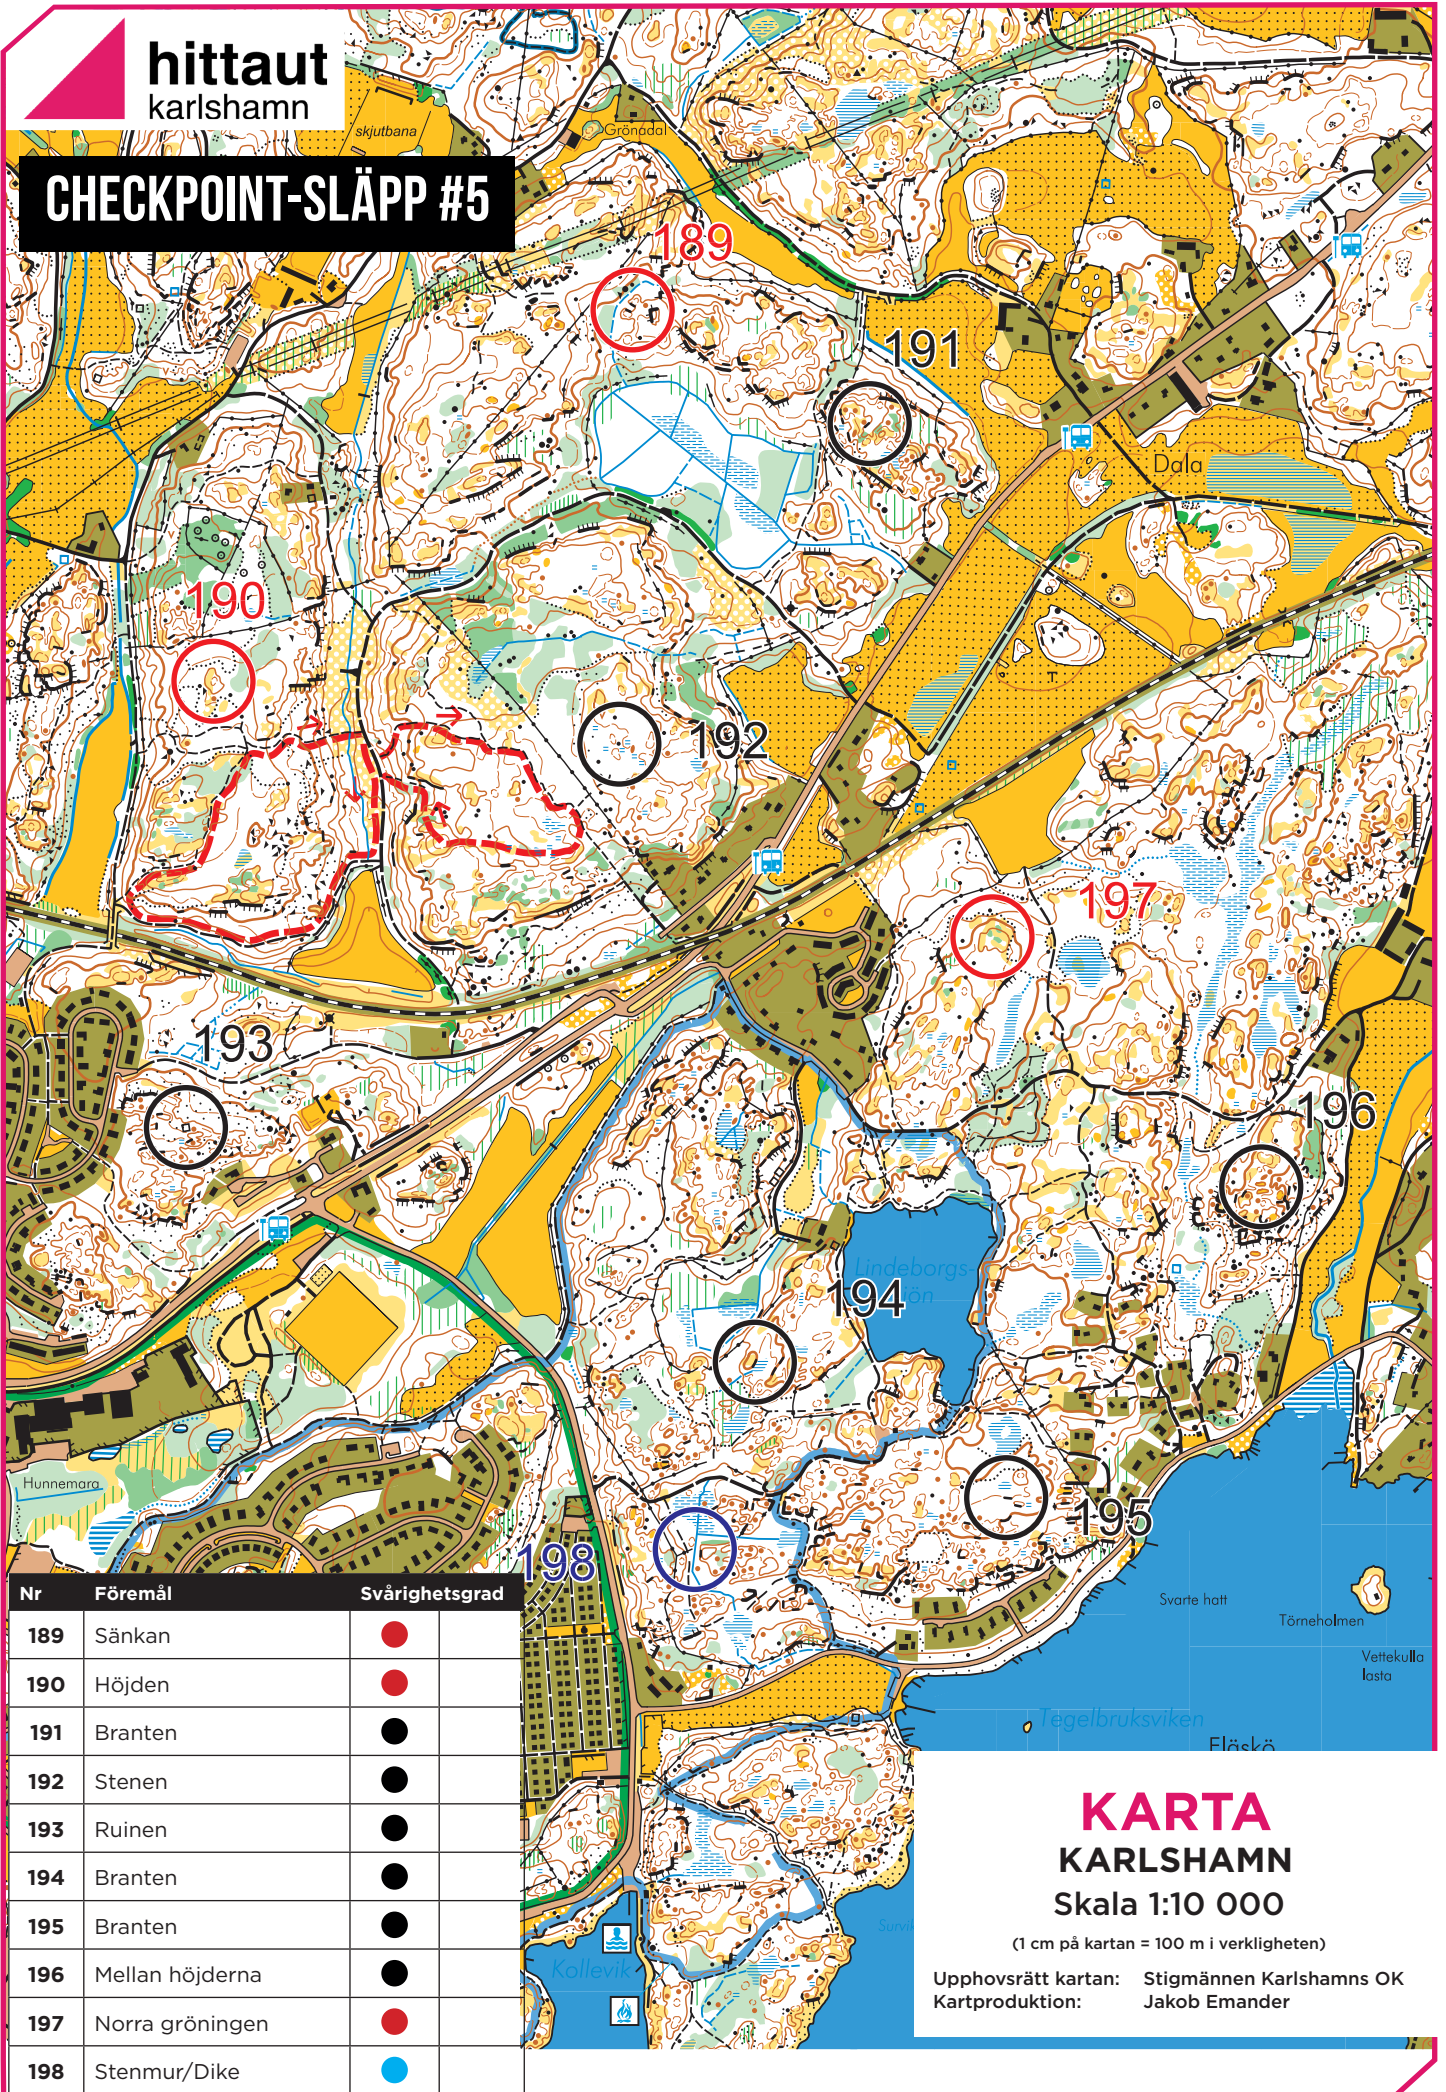 hittaut
karlshamn
CHECKPOINT-SLÄPP #5
skjutbana
Grönadal
189
191
Dala
190
192
197
193
196
Lindeborgs-
194
195
198
Hunnemara
Svarte hatt
Törneholmen
Vettekulla
lasta
Tegelbruksviken
Eläskö
Kollevik
Nr Föremål Svårighetsgrad
189 Sänkan
190 Höjden
191 Branten
192 Stenen
193 Ruinen
194 Branten
195 Branten
196 Mellan höjderna
197 Norra gröningen
198 Stenmur/Dike
KARTA
KARLSHAMN
Skala 1:10 000
(1 cm på kartan = 100 m i verkligheten)
Upphovsrätt kartan: Stigmännen Karlshamns OK
Kartproduktion: Jakob Emander